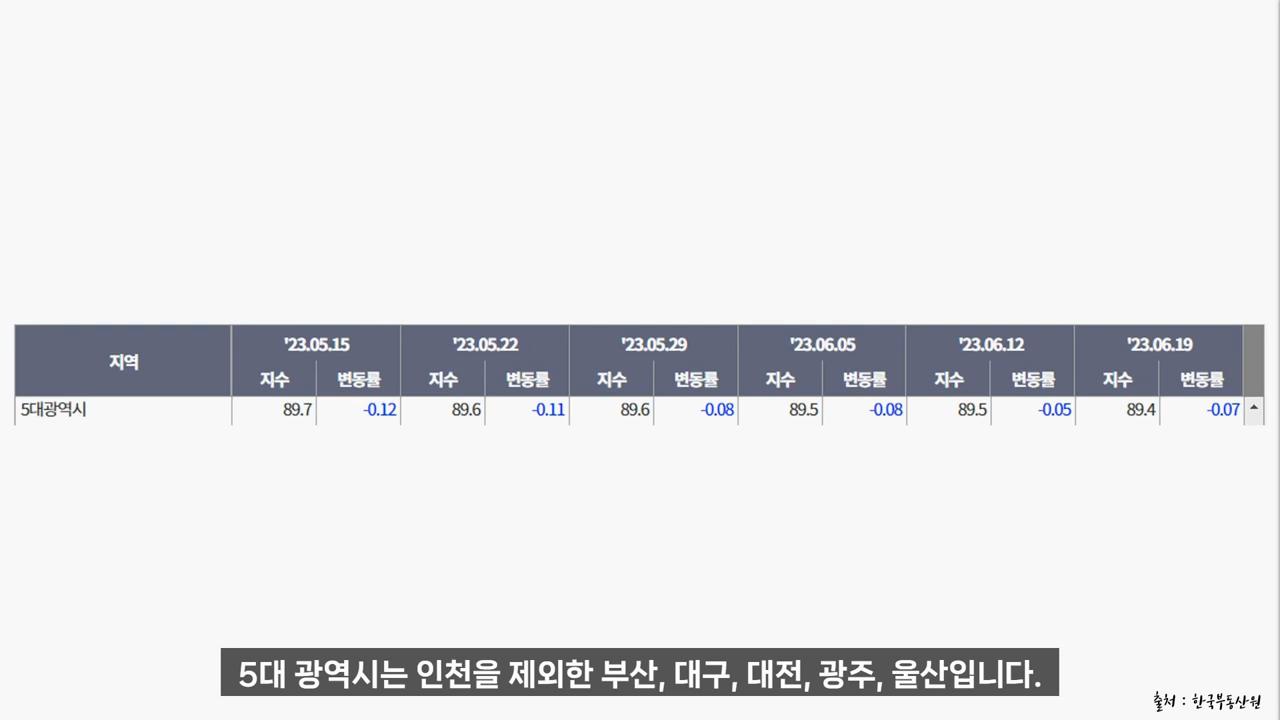 지역 '23.05.15 '23.05.22 '23.05.29 '23.06.05 '23.06.12 '23.06.19
지수 변동률 지수 변동률 지수 변동률 지수 변동률 지수 변동률 지수 변동률
5대광역시 89.7 -0.12 89.6 -0.11 89.6 -0.08 89.5 -0.08 89.5 -0.05 89.4 -0.07
5대 광역시는 인천을 제외한 부산, 대구, 대전, 광주, 울산입니다.
출처 : 한국부동산원